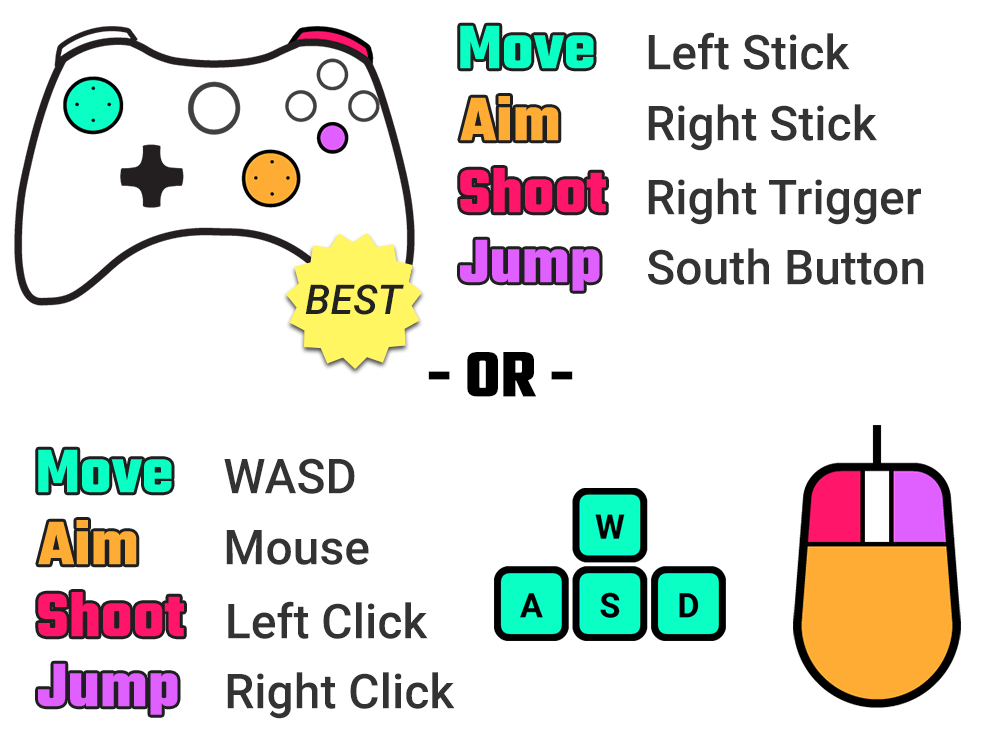 Move Left Stick
Aim Right Stick
Shoot Right Trigger
Jump South Button
BEST
- OR -
Move WASD
Aim Mouse
Shoot Left Click
Jump Right Click
W
A S D